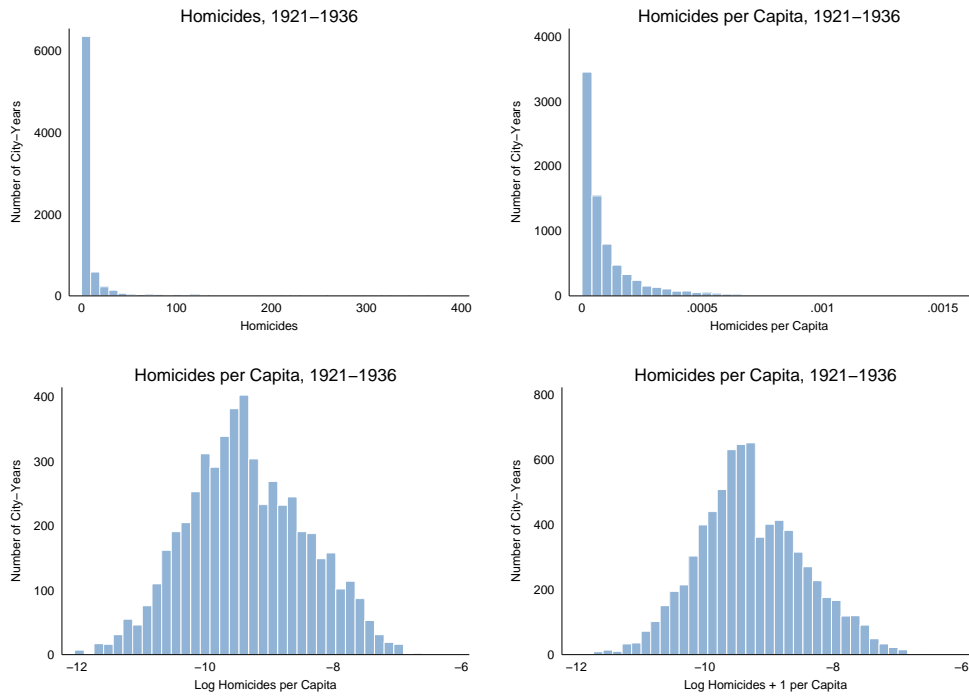 Homicides, 1921−1936
Number of City−Years
6000
4000
2000
0
0 100 200 300 400
Homicides
Homicides per Capita, 1921−1936
Number of City−Years
4000
3000
2000
1000
0
0 .0005 .001 .0015
Homicides per Capita
Homicides per Capita, 1921−1936
Number of City−Years
400
300
200
100
0
−12 −10 −8 −6
Log Homicides per Capita
Homicides per Capita, 1921−1936
Number of City−Years
800
600
400
200
0
−12 −10 −8 −6
Log Homicides + 1 per Capita